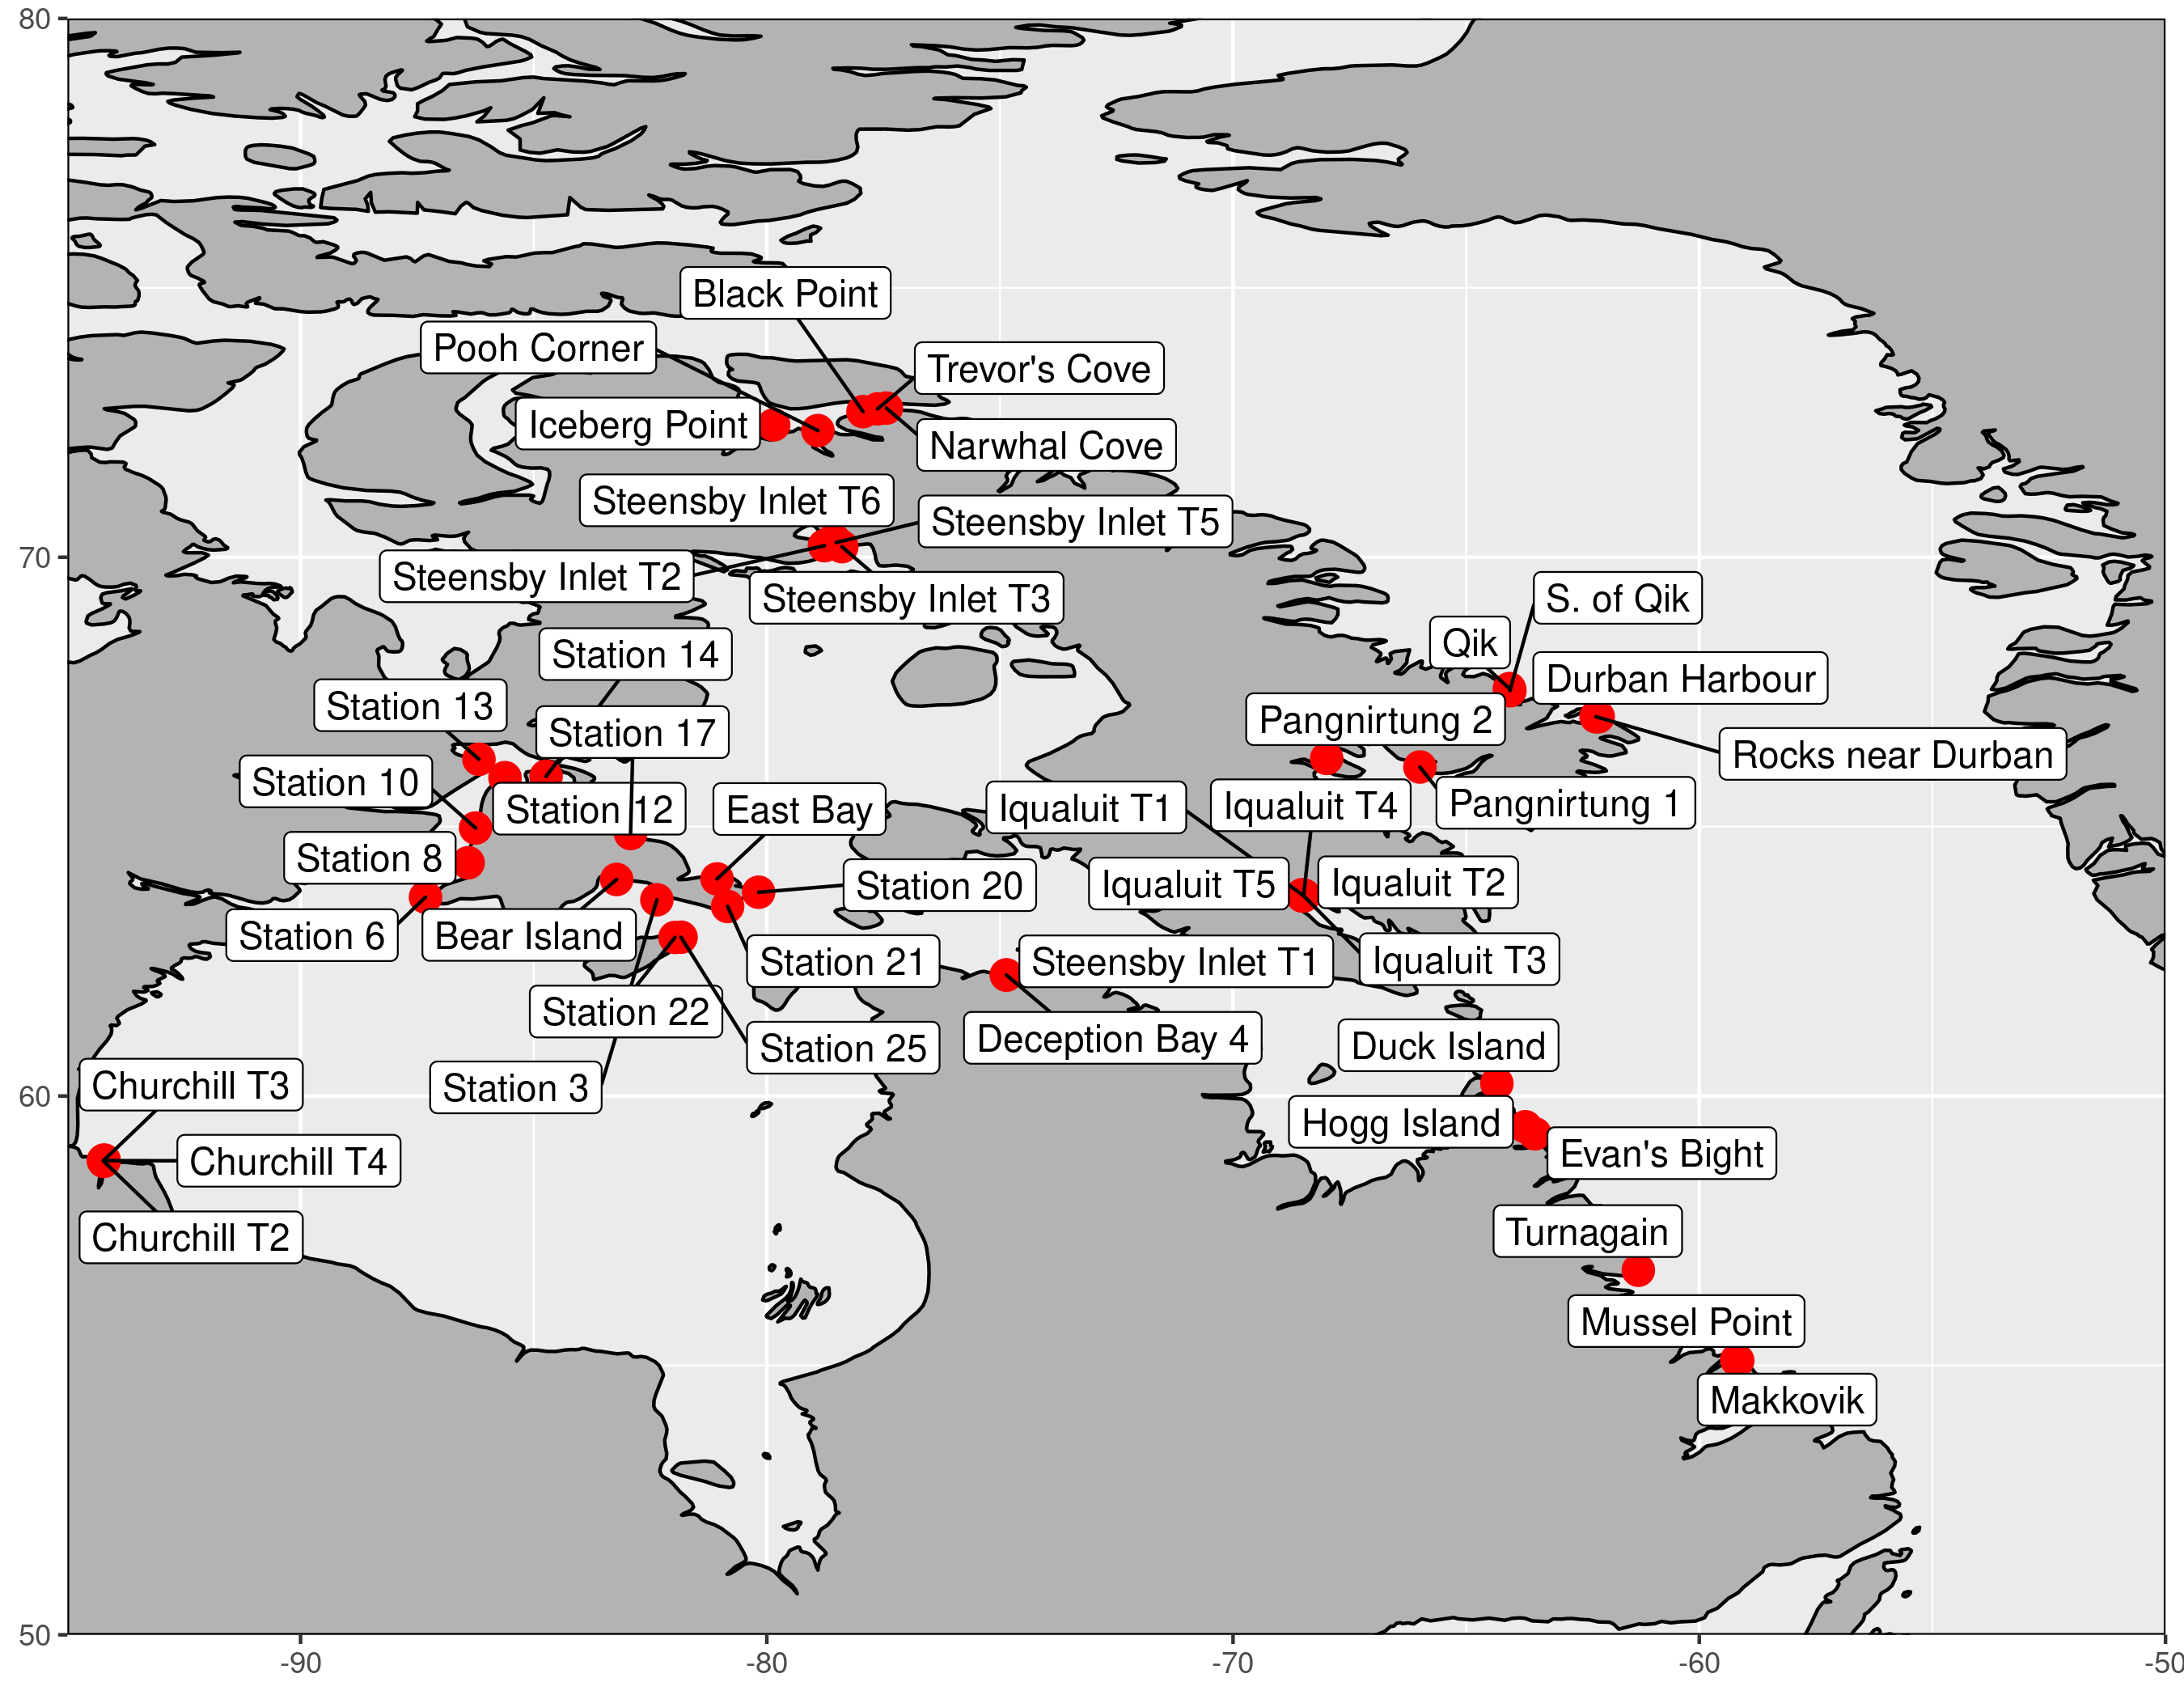 80
Black Point
Pooh Corner
Trevor's Cove
Iceberg Point
Narwhal Cove
Steensby Inlet T6
Steensby Inlet T5
70
Steensby Inlet T2
Steensby Inlet T3
S. of Qik
Qik
Station 14
Durban Harbour
Station 13
Pangnirtung 2
Station 17
Rocks near Durban
Station 10
Station 12
East Bay
Iqualuit T1
Iqualuit T4
Pangnirtung 1
Station 8
Station 20
Iqualuit T5
Iqualuit T2
Station 6
Bear Island
Station 21
Steensby Inlet T1
Iqualuit T3
Station 22
Station 25
Deception Bay 4
Duck Island
Churchill T3
Station 3
60
Hogg Island
Evan's Bight
Churchill T4
Churchill T2
Turnagain
Mussel Point
Makkovik
50
-90
-80
-70
-60
-50